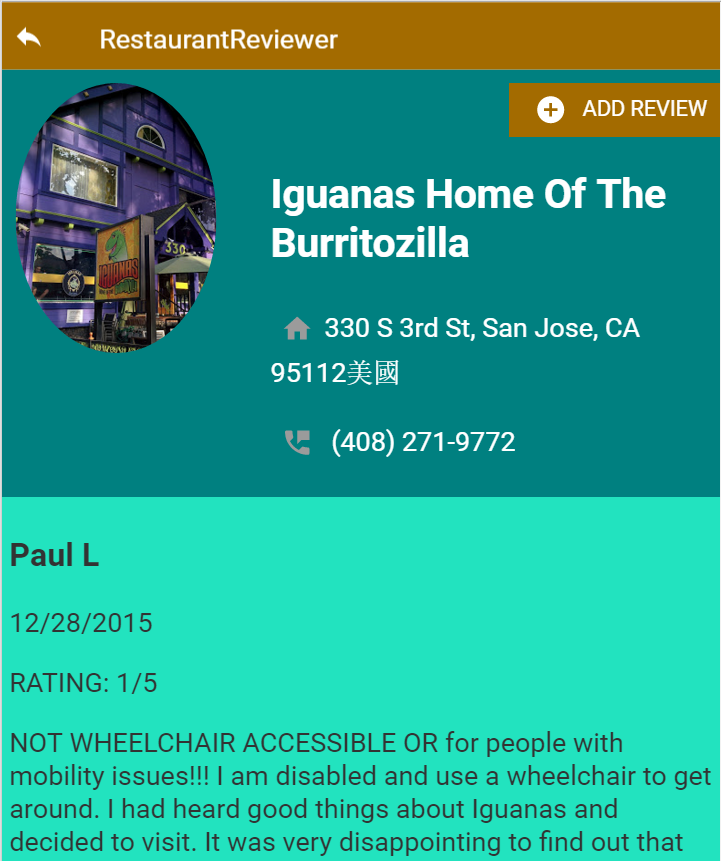 RestaurantReviewer
ADD REVIEW
330
IGUANAS
Iguanas Home Of The
Burritozilla
330 S 3rd St, San Jose, CA
95112美國
(408) 271-9772
Paul L
12/28/2015
RATING: 1/5
NOT WHEELCHAIR ACCESSIBLE OR for people with
mobility issues!!! I am disabled and use a wheelchair to get
around. I had heard good things about Iguanas and
decided to visit. It was very disappointing to find out that